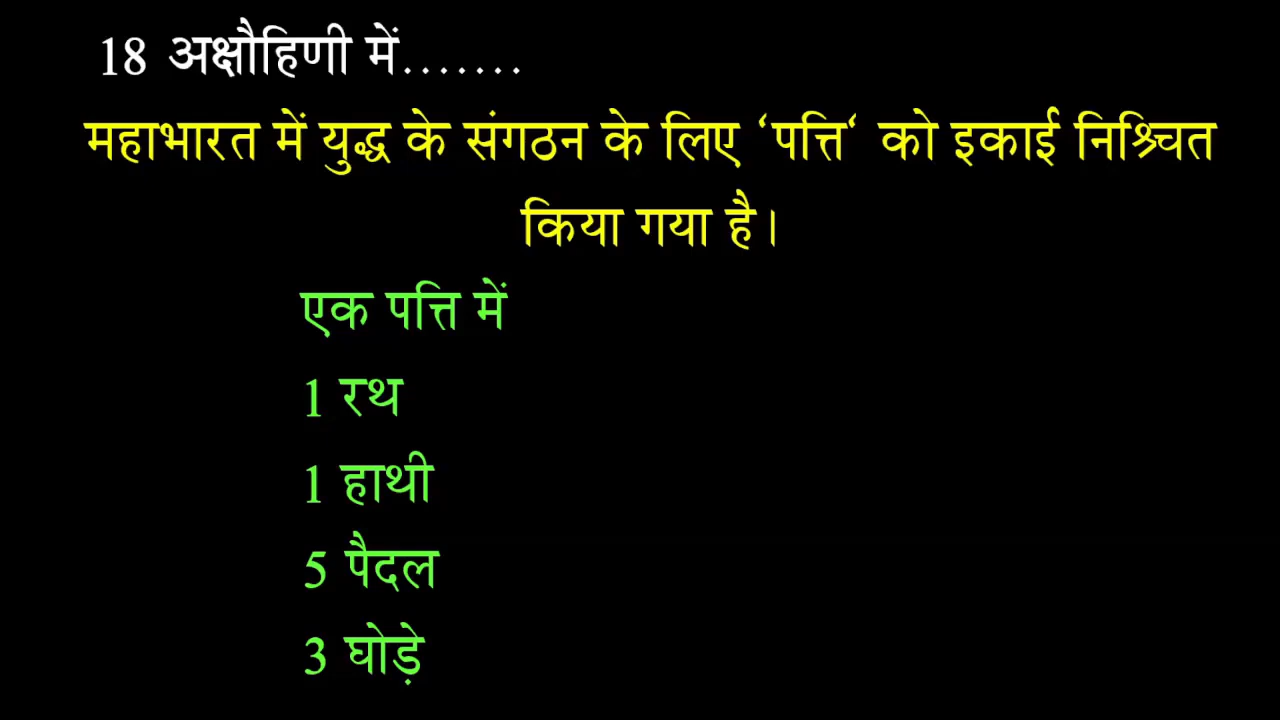 18 अक्षौहिणी में.......
महाभारत में युद्ध के संगठन के लिए ‘पत्ति‘ को इकाई निश्चित
किया गया है।
एक पत्ति में
1 रथ
1 हाथी
5 पैदल
3 घोड़े